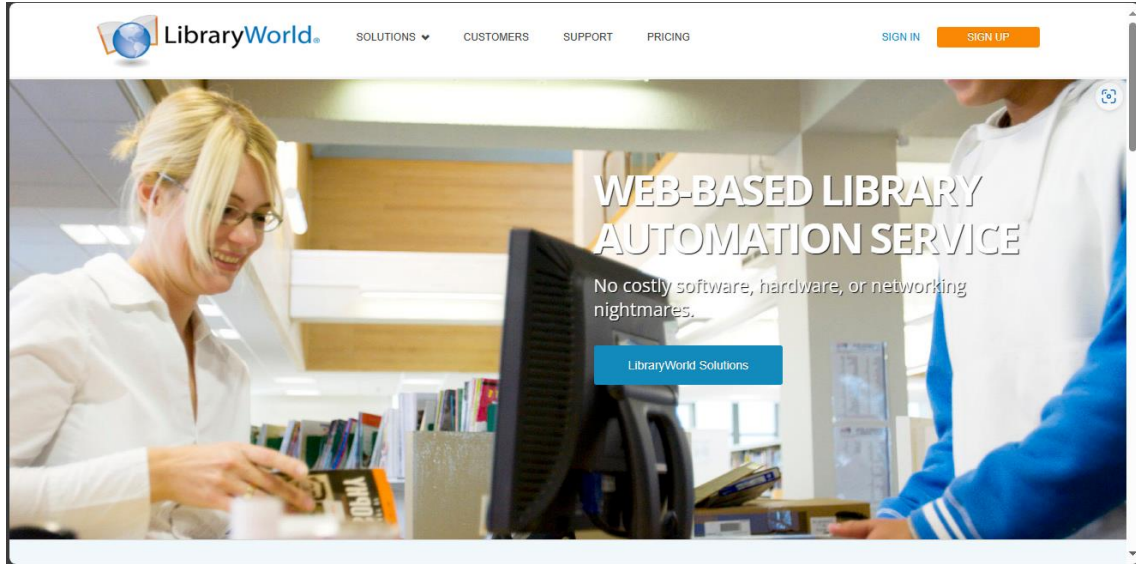 LibraryWorld®
SOLUTIONS
CUSTOMERS
SUPPORT
PRICING
SIGN IN
SIGN UP
WEB-BASED LIBRARY
AUTOMATION SERVICE
No costly software, hardware, or networking
nightmares.
LibraryWorld Solutions